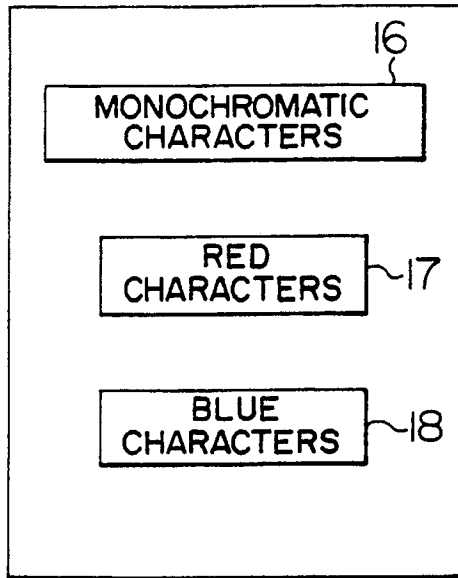 16
MONOCHROMATIC
CHARACTERS
RED
CHARACTERS
17
BLUE
CHARACTERS
18